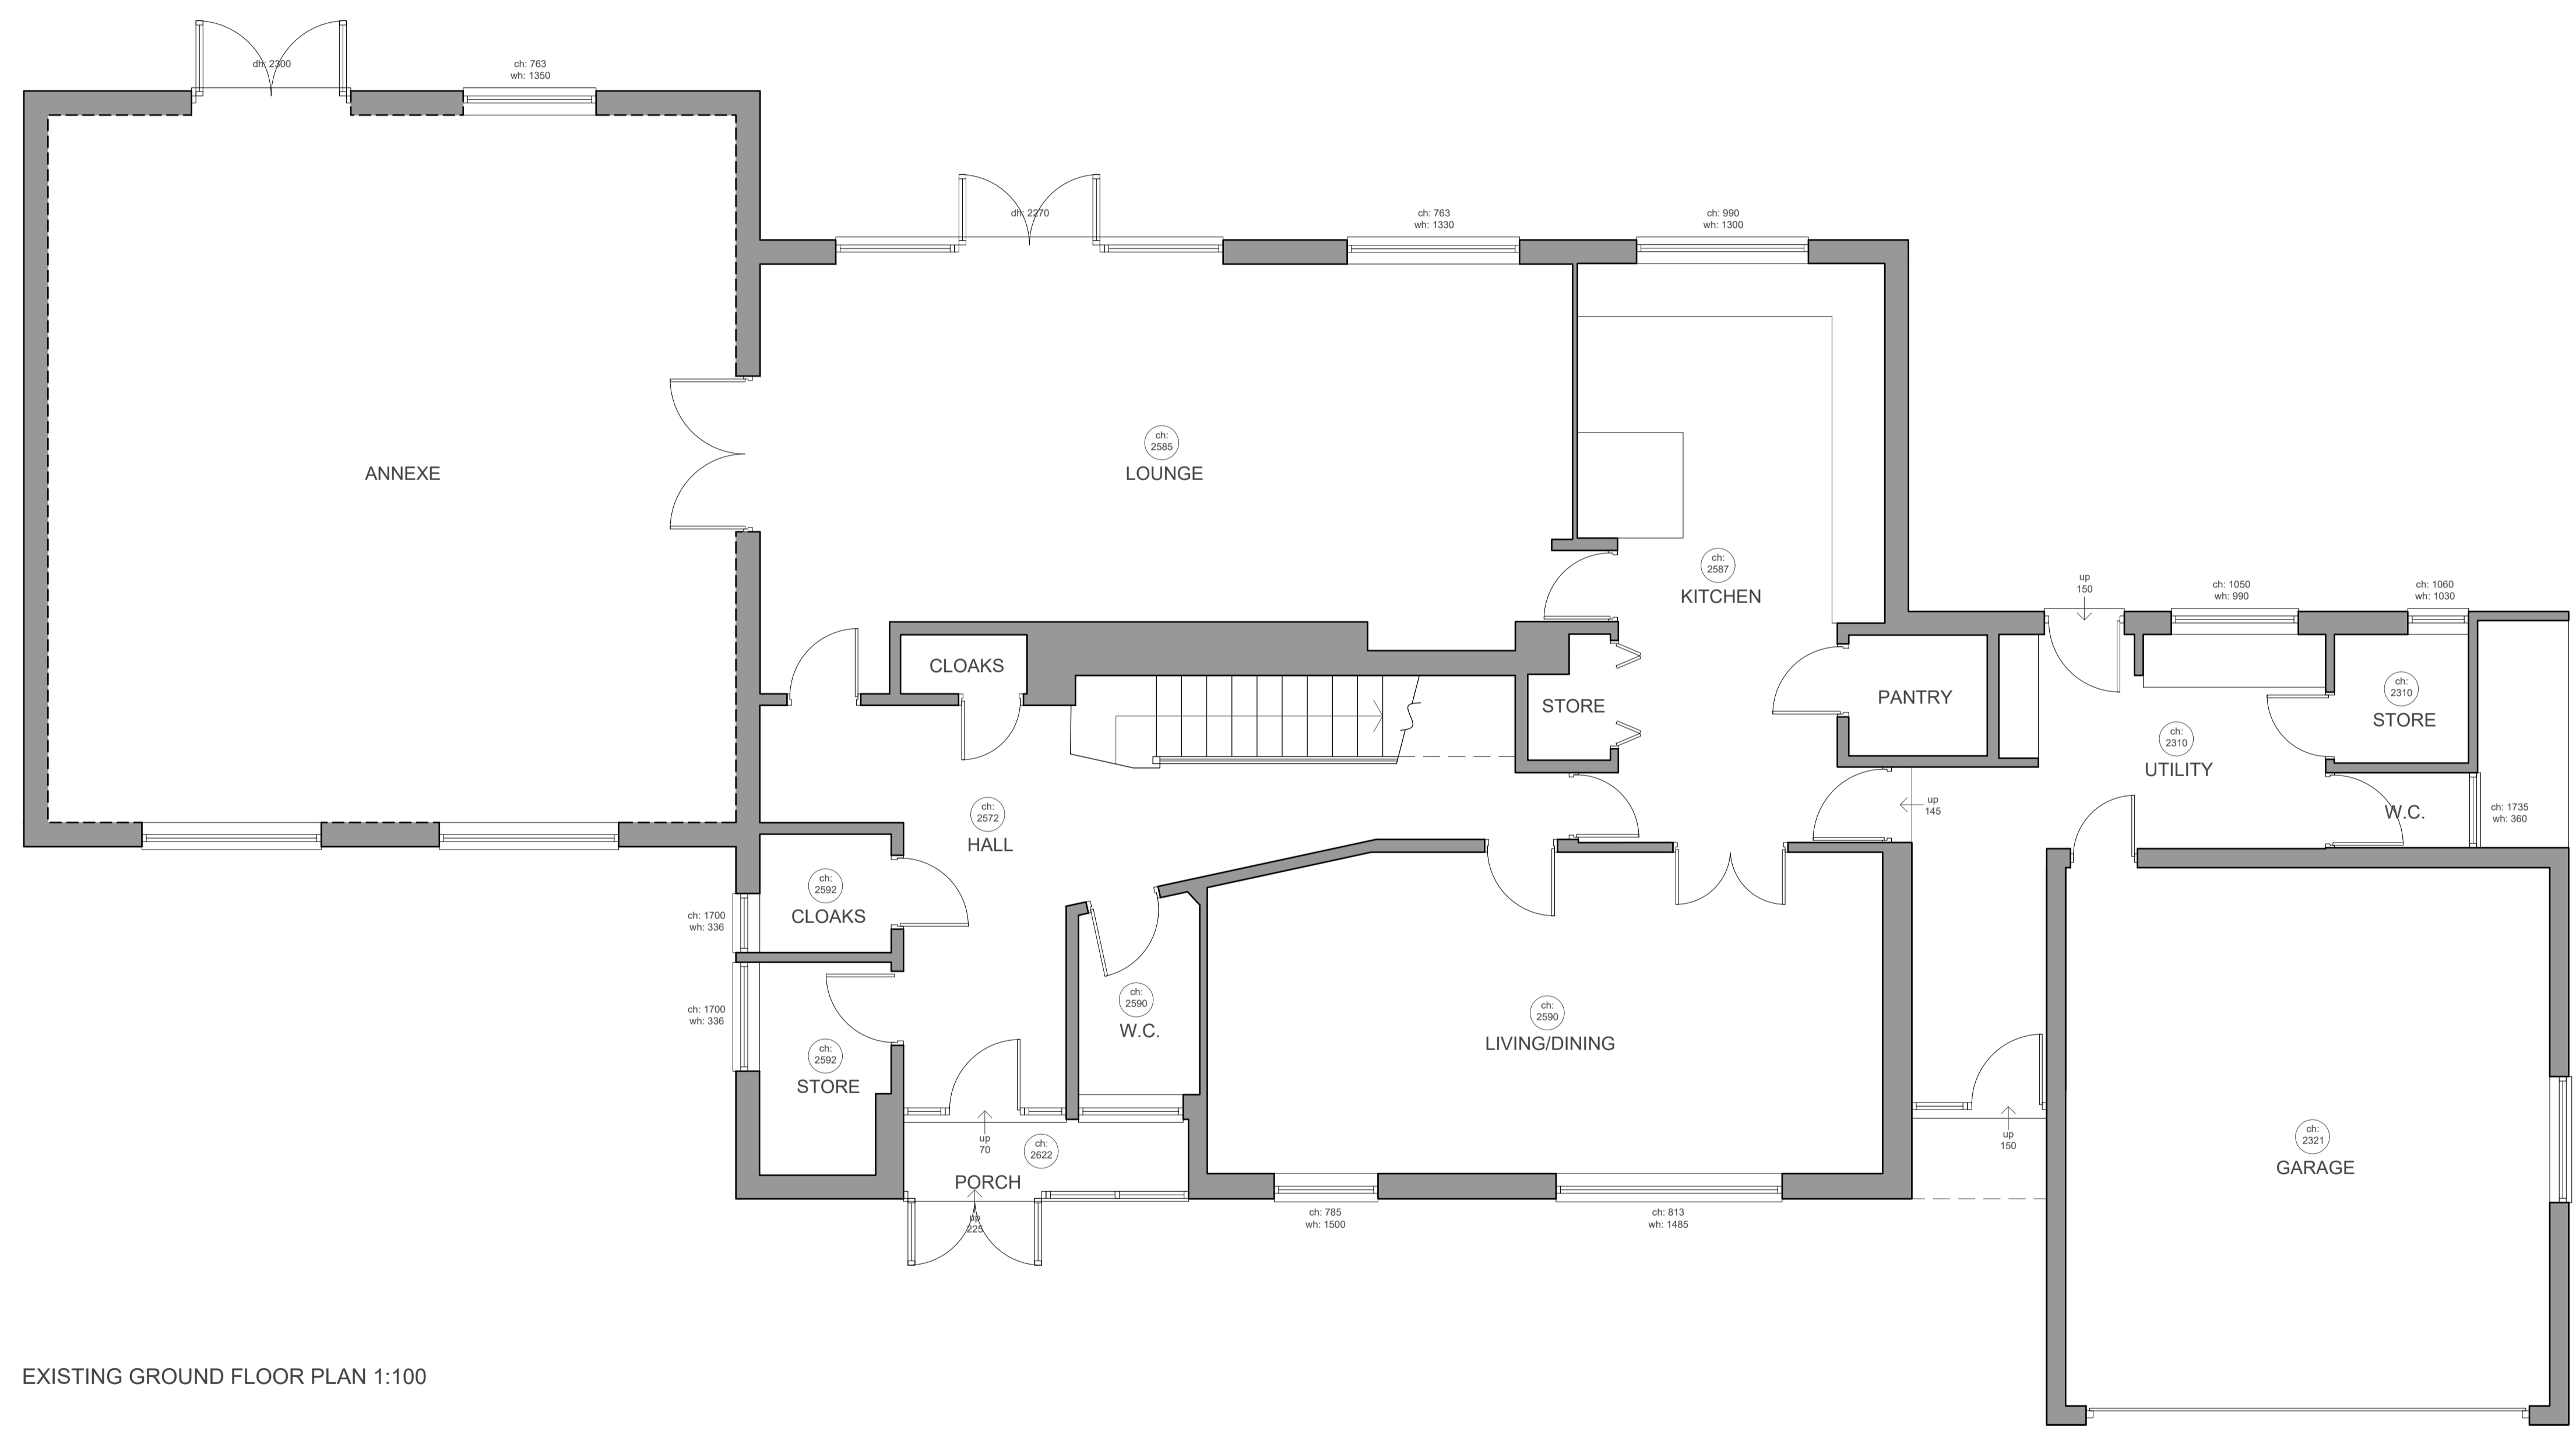 dh: 2300
ch: 763
wh: 1350
dh: 2270
ch: 763
wh: 1330
ch: 990
wh: 1300
ANNEXE
ch:
2585
LOUNGE
ch:
2587
KITCHEN
up
150
ch: 1050
wh: 990
ch: 1060
wh: 1030
CLOAKS
STORE
PANTRY
ch:
2310
STORE
ch:
2310
UTILITY
ch:
2572
HALL
up
145
W.C.
ch: 1735
wh: 360
ch: 1700
wh: 336
ch:
2592
CLOAKS
ch: 1700
wh: 336
ch:
2592
STORE
ch:
2590
W.C.
ch:
2590
LIVING/DINING
up
70
ch:
2622
PORCH
up
225
up
150
ch:
2321
GARAGE
ch: 785
wh: 1500
ch: 813
wh: 1485
EXISTING GROUND FLOOR PLAN 1:100